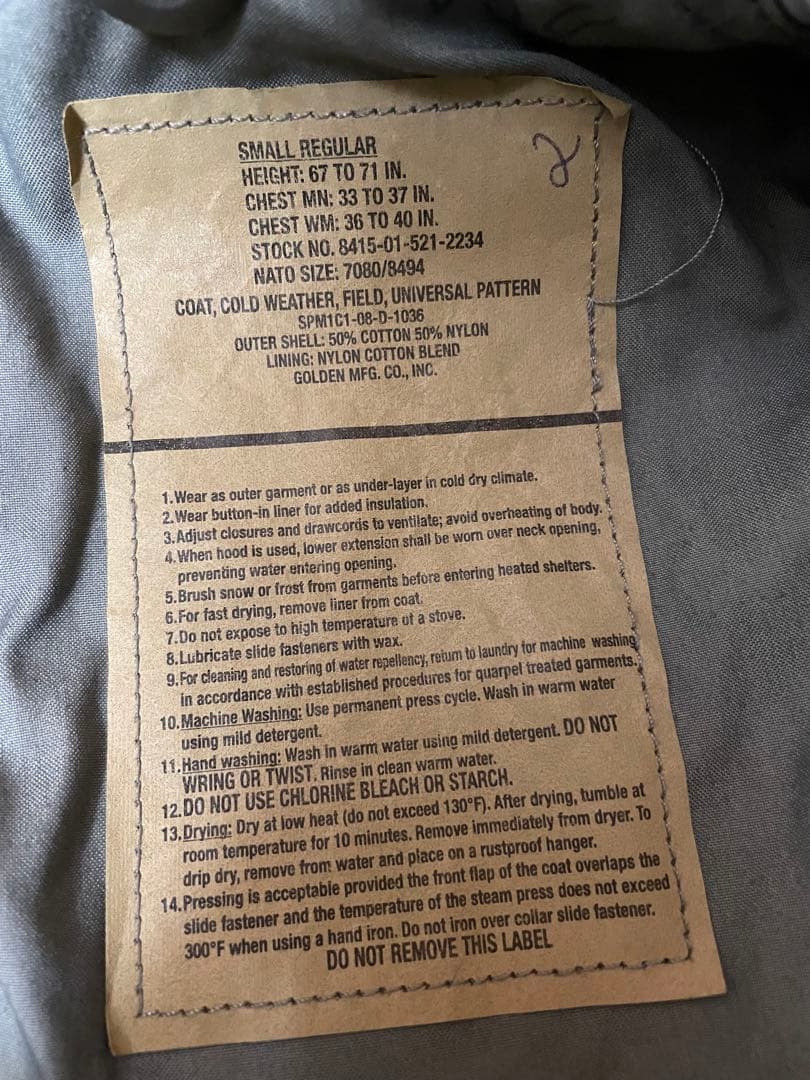 SMALL REGULAR
2
HEIGHT: 67 TO 71 IN.
CHEST MN: 33 TO 37 IN.
CHEST WM: 36 TO 40 IN.
STOCK NO. 8415-01-521-2234
NATO SIZE: 7080/8494
COAT, COLD WEATHER, FIELD, UNIVERSAL PATTERN
SPM1C1-08-D-1036
OUTER SHELL: 50% COTTON 50% NYLON
LINING: NYLON COTTON BLEND
GOLDEN MFG. CO., INC.
1.Wear as outer garment or as under-layer in cold dry climate.
2.Wear button-in liner for added insulation.
3.Adjust closures and drawcords to ventilate; avoid overheating of body.
4.When hood is used, lower extension shall be worn over neck opening,
preventing water entering opening.
5.Brush snow or frost from garments before entering heated shelters.
6.For fast drying, remove liner from coat.
7.Do not expose to high temperature of a stove.
8.Lubricate slide fasteners with wax.
9.For cleaning and restoring of water repellency, return to laundry for machine washing
in accordance with established procedures for quarpel treated garments.
10.Machine Washing: Use permanent press cycle. Wash in warm water
using mild detergent.
11.Hand washing: Wash in warm water using mild detergent. DO NOT
WRING OR TWIST. Rinse in clean warm water.
12.DO NOT USE CHLORINE BLEACH OR STARCH.
13.Drying: Dry at low heat (do not exceed 130°F). After drying, tumble at
room temperature for 10 minutes. Remove immediately from dryer. To
drip dry, remove from water and place on a rustproof hanger.
14.Pressing is acceptable provided the front flap of the coat overlaps the
slide fastener and the temperature of the steam press does not exceed
300°F when using a hand iron. Do not iron over collar slide fastener.
DO NOT REMOVE THIS LABEL